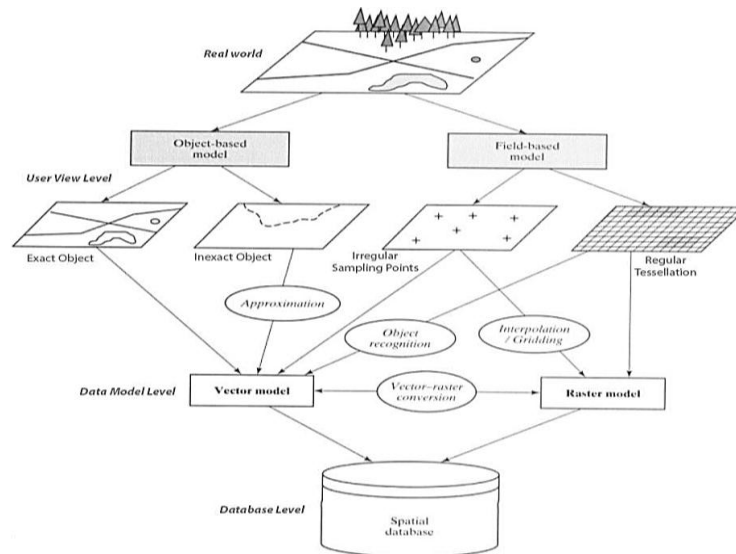 Real world
Object-based
model
Field-based
model
User View Level
Exact Object
Inexact Object
Irregular
Sampling Points
Regular
Tessellation
Approximation
Object
recognition
Interpolation
/ Gridding
Data Model Level
Vector model
Vector–raster
conversion
Raster model
Database Level
Spatial
database